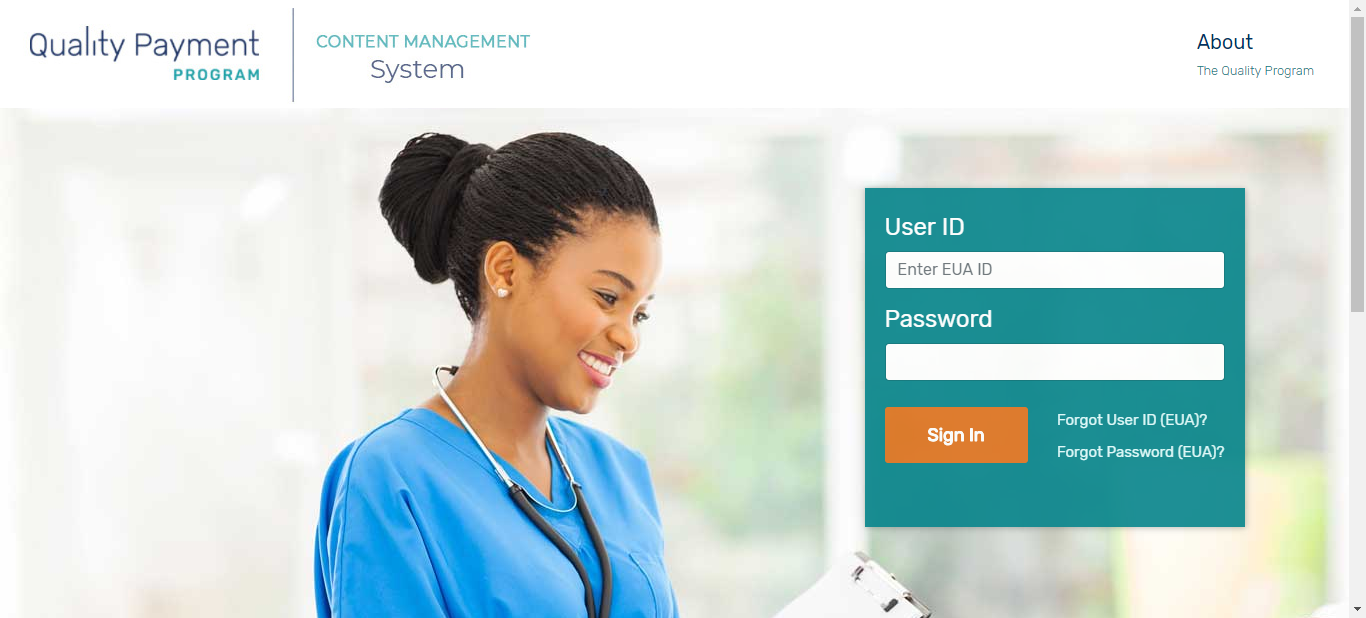 Quality Payment
PROGRAM
CONTENT MANAGEMENT
System
About
The Quality Program
User ID
Enter EUA ID
Password
Sign In
Forgot User ID (EUA)?
Forgot Password (EUA)?